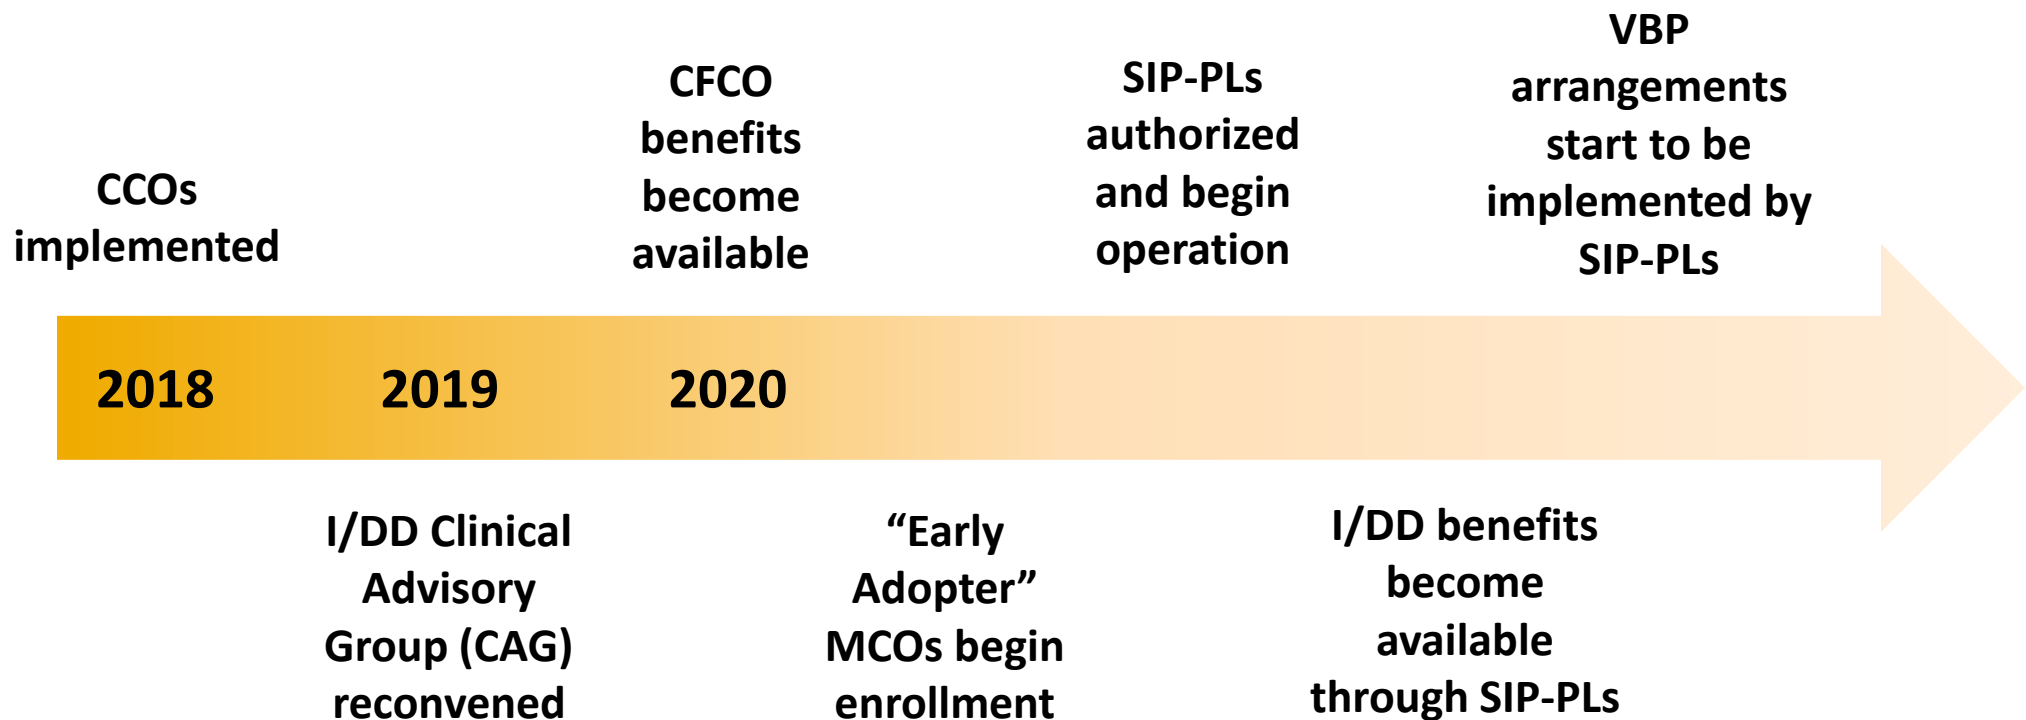 CCOs
implemented
CFCO
benefits
become
available
SIP-PLs
authorized
and begin
operation
VBP
arrangements
start to be
implemented by
SIP-PLs
2018
2019
2020
I/DD Clinical
Advisory
Group (CAG)
reconvened
“Early
Adopter”
MCOs begin
enrollment
I/DD benefits
become
available
through SIP-PLs